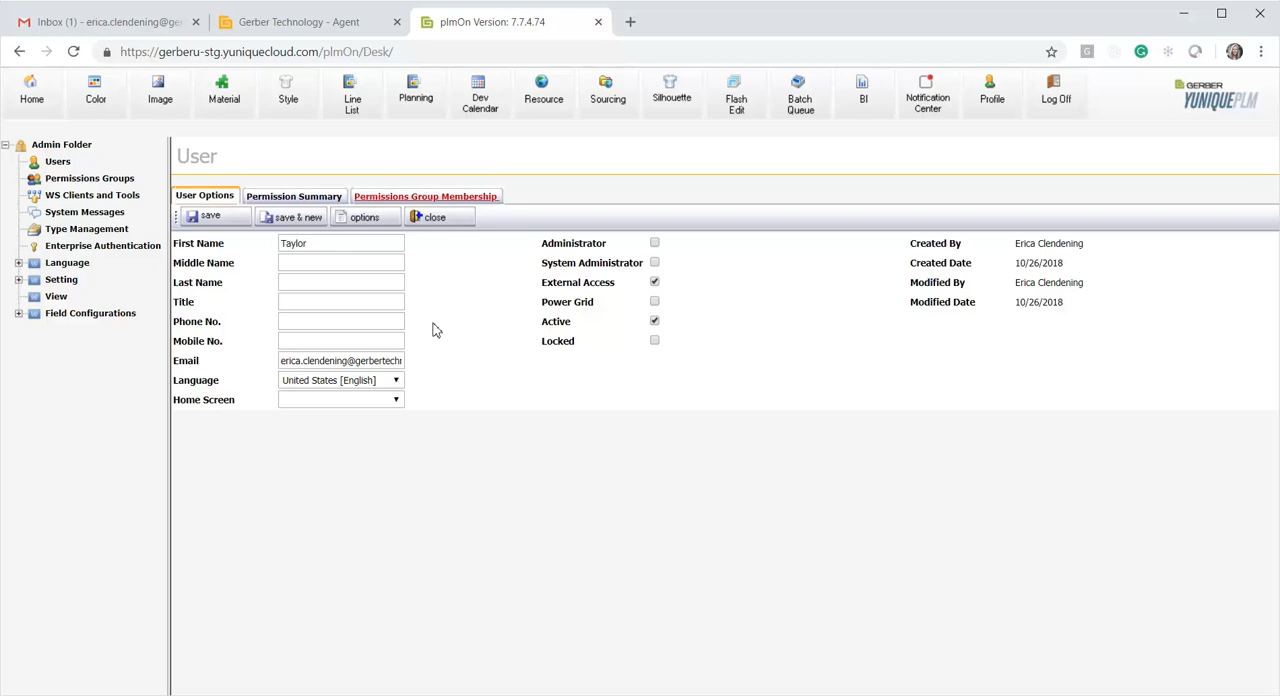 Inbox (1) - erica.clendening@ge
Gerber Technology - Agent
plmOn Version: 7.7.4.74
https://gerberu-stg.yuniquecloud.com/plmOn/Desk/
Home
Color
Image
Material
Style
Line List
Planning
Dev Calendar
Resource
Sourcing
Silhouette
Flash Edit
Batch Queue
BI
Notification Center
Profile
Log Off
GERBER
YUNIQUEPLM
Admin Folder
Users
Permissions Groups
WS Clients and Tools
System Messages
Type Management
Enterprise Authentication
Language
Setting
View
Field Configurations
User
User Options
Permission Summary
Permissions Group Membership
save
save & new
options
close
First Name Taylor
Middle Name
Last Name
Title
Phone No.
Mobile No.
Email erica.clendening@gerbertechn
Language United States [English]
Home Screen
Administrator
System Administrator
External Access
Power Grid
Active
Locked
Created By Erica Clendening
Created Date 10/26/2018
Modified By Erica Clendening
Modified Date 10/26/2018